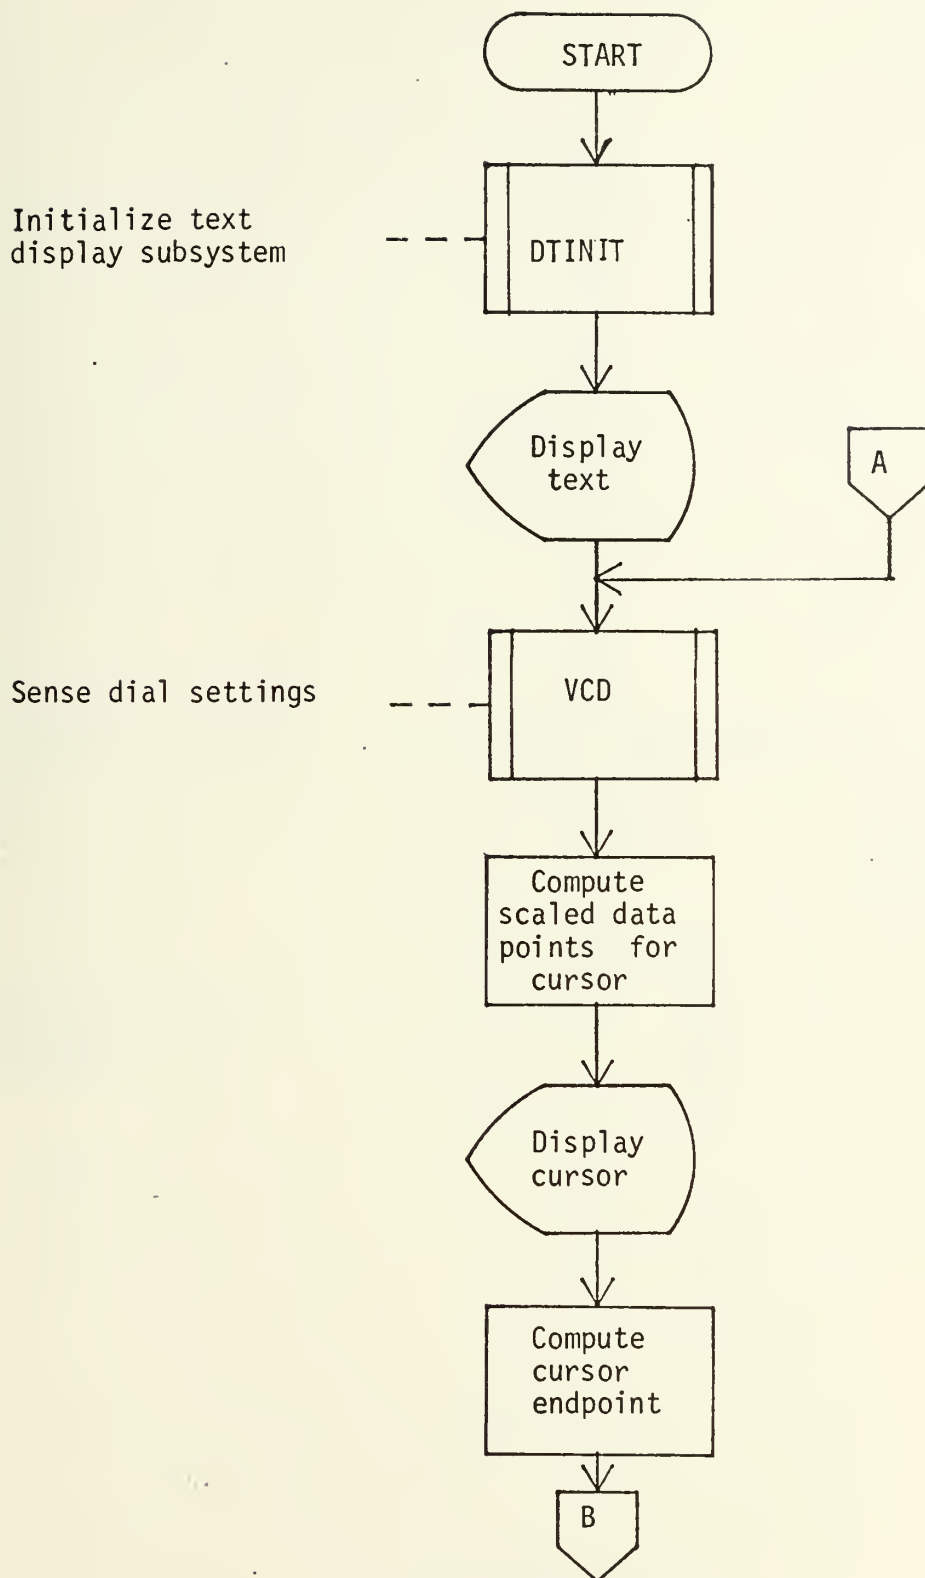 START
Initialize text
display subsystem
DTINIT
Display
text
A
Sense dial settings
VCD
Compute
scaled data
points for
cursor
Display
cursor
Compute
cursor
endpoint
B